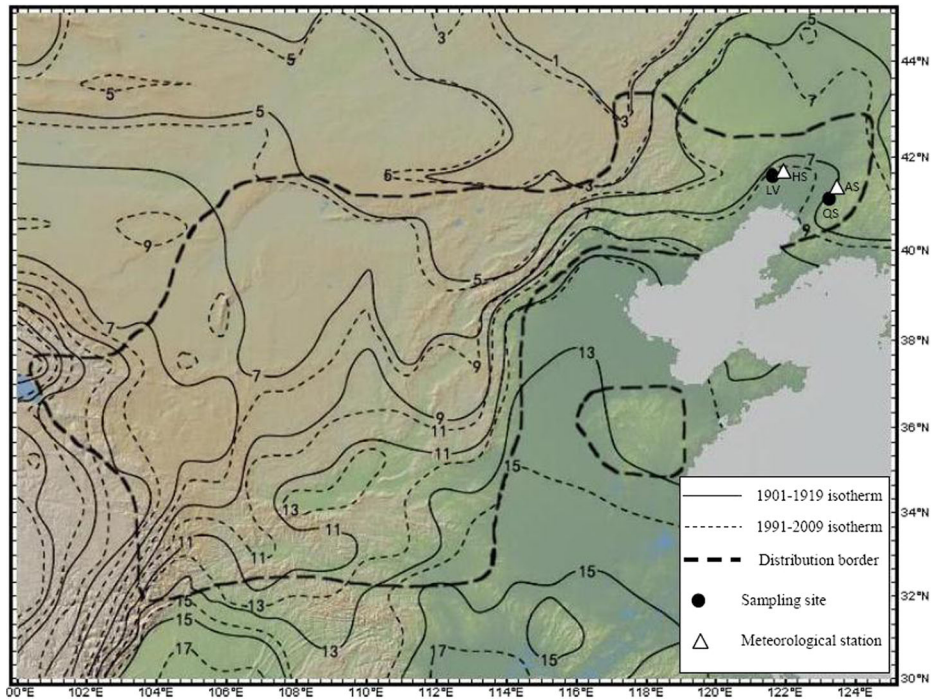 5
3
5
1
5
44°N
7
5
3
42°N
7
HS
LV
AS
QS
5
3
7
9
9
40°N
5
7
38°N
13
9
7
9
11
36°N
11
15
13
11
34°N
11
11
15
15
13
32°N
15
13
17
17
15
30°N
1901-1919 isotherm
1991-2009 isotherm
Distribution border
Sampling site
Meteorological station
00°E 102°E 104°E 106°E 108°E 110°E 112°E 114°E 116°E 118°E 120°E 122°E 124°E